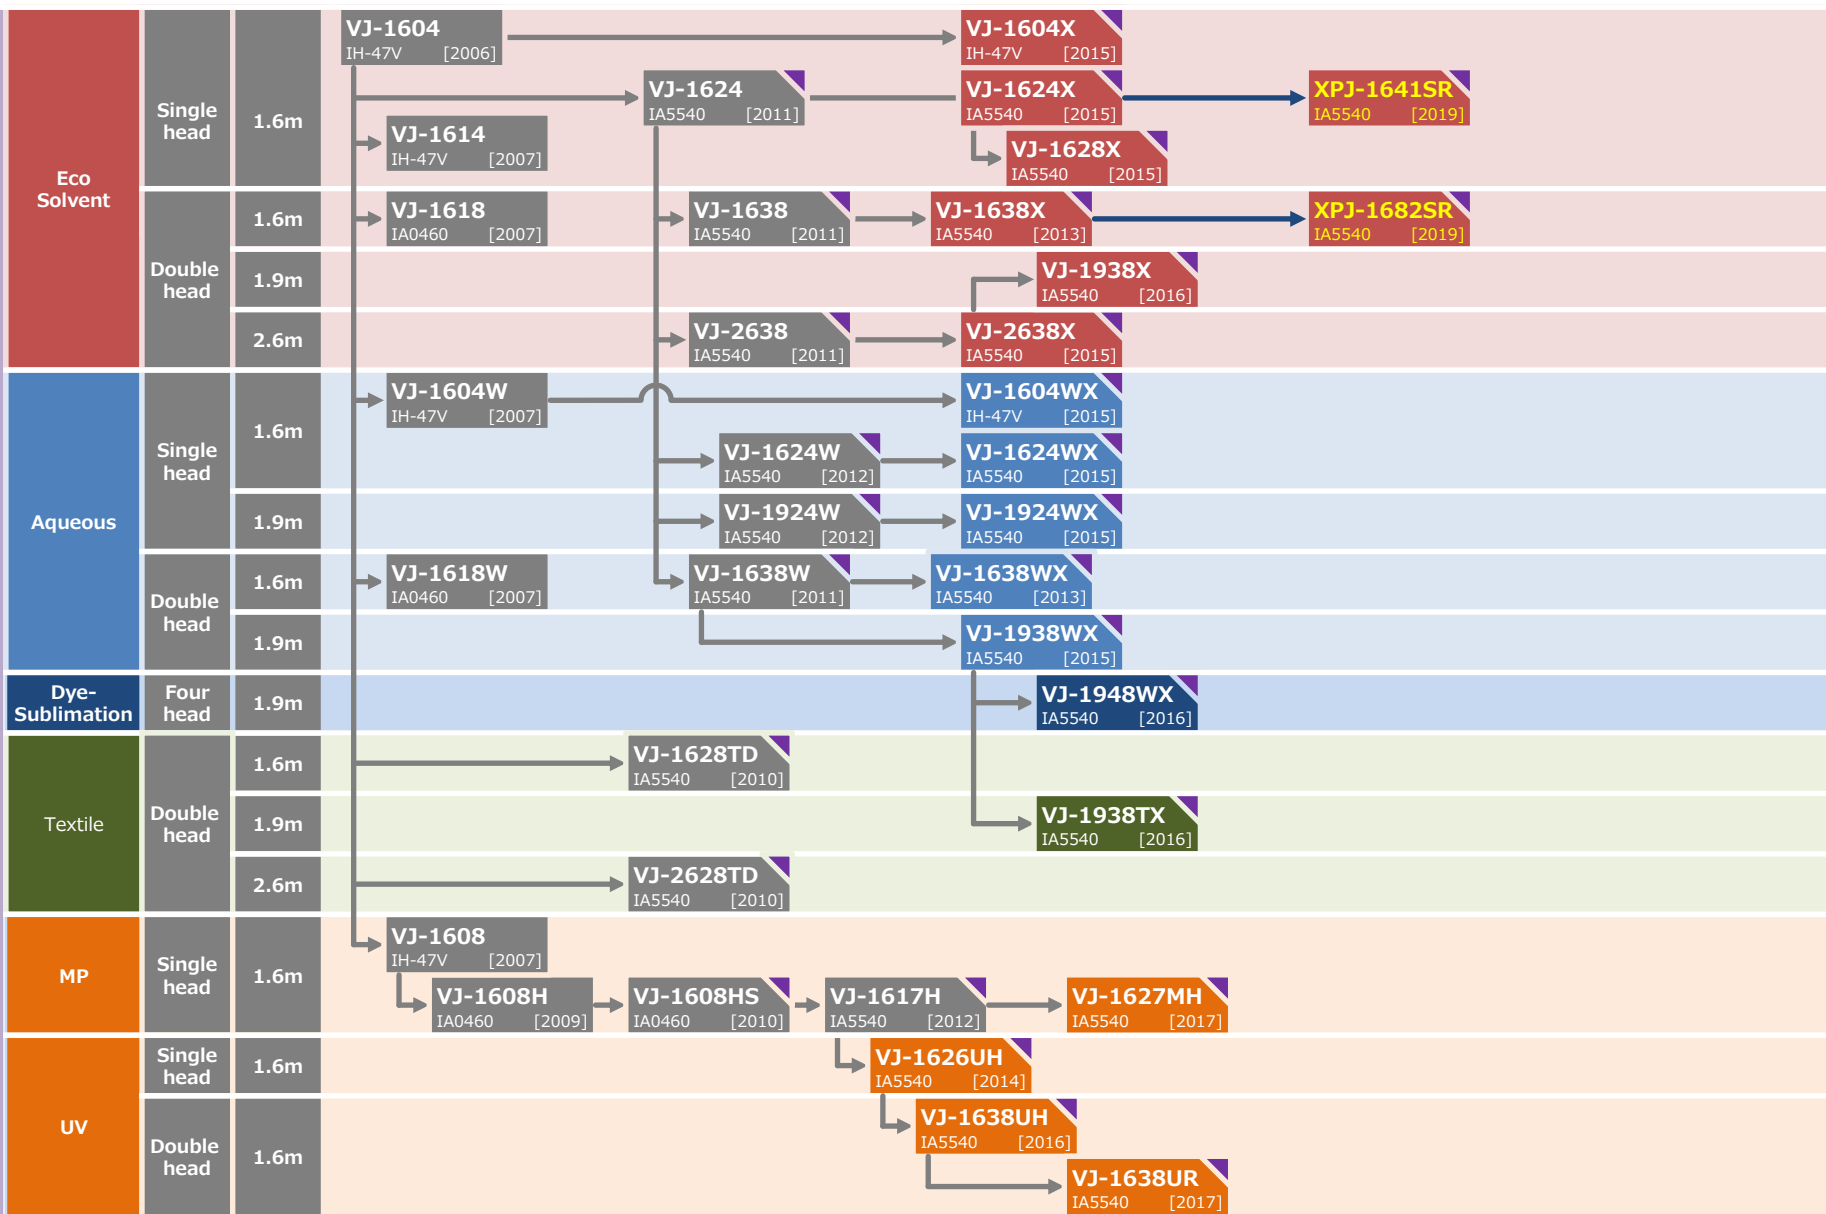 Eco
Solvent
Single
head
1.6m
VJ-1604
IH-47V [2006]
VJ-1604X
IH-47V [2015]
VJ-1624
IA5540 [2011]
VJ-1624X
IA5540 [2015]
XPJ-1641SR
IA5540 [2019]
VJ-1614
IH-47V [2007]
VJ-1628X
IA5540 [2015]
Double
head
1.6m
VJ-1618
IA0460 [2007]
VJ-1638
IA5540 [2011]
VJ-1638X
IA5540 [2013]
XPJ-1682SR
IA5540 [2019]
1.9m
VJ-1938X
IA5540 [2016]
2.6m
VJ-2638
IA5540 [2011]
VJ-2638X
IA5540 [2015]
Aqueous
Single
head
1.6m
VJ-1604W
IH-47V [2007]
VJ-1604WX
IH-47V [2015]
VJ-1624W
IA5540 [2012]
VJ-1624WX
IA5540 [2015]
1.9m
VJ-1924W
IA5540 [2012]
VJ-1924WX
IA5540 [2015]
Double
head
1.6m
VJ-1618W
IA0460 [2007]
VJ-1638W
IA5540 [2011]
VJ-1638WX
IA5540 [2013]
1.9m
VJ-1938WX
IA5540 [2015]
Dye-
Sublimation
Four
head
1.9m
VJ-1948WX
IA5540 [2016]
Textile
Double
head
1.6m
VJ-1628TD
IA5540 [2010]
1.9m
VJ-1938TX
IA5540 [2016]
2.6m
VJ-2628TD
IA5540 [2010]
MP
Single
head
1.6m
VJ-1608
IH-47V [2007]
VJ-1608H
IA0460 [2009]
VJ-1608HS
IA0460 [2010]
VJ-1617H
IA5540 [2012]
VJ-1627MH
IA5540 [2017]
UV
Single
head
1.6m
VJ-1626UH
IA5540 [2014]
Double
head
1.6m
VJ-1638UH
IA5540 [2016]
VJ-1638UR
IA5540 [2017]